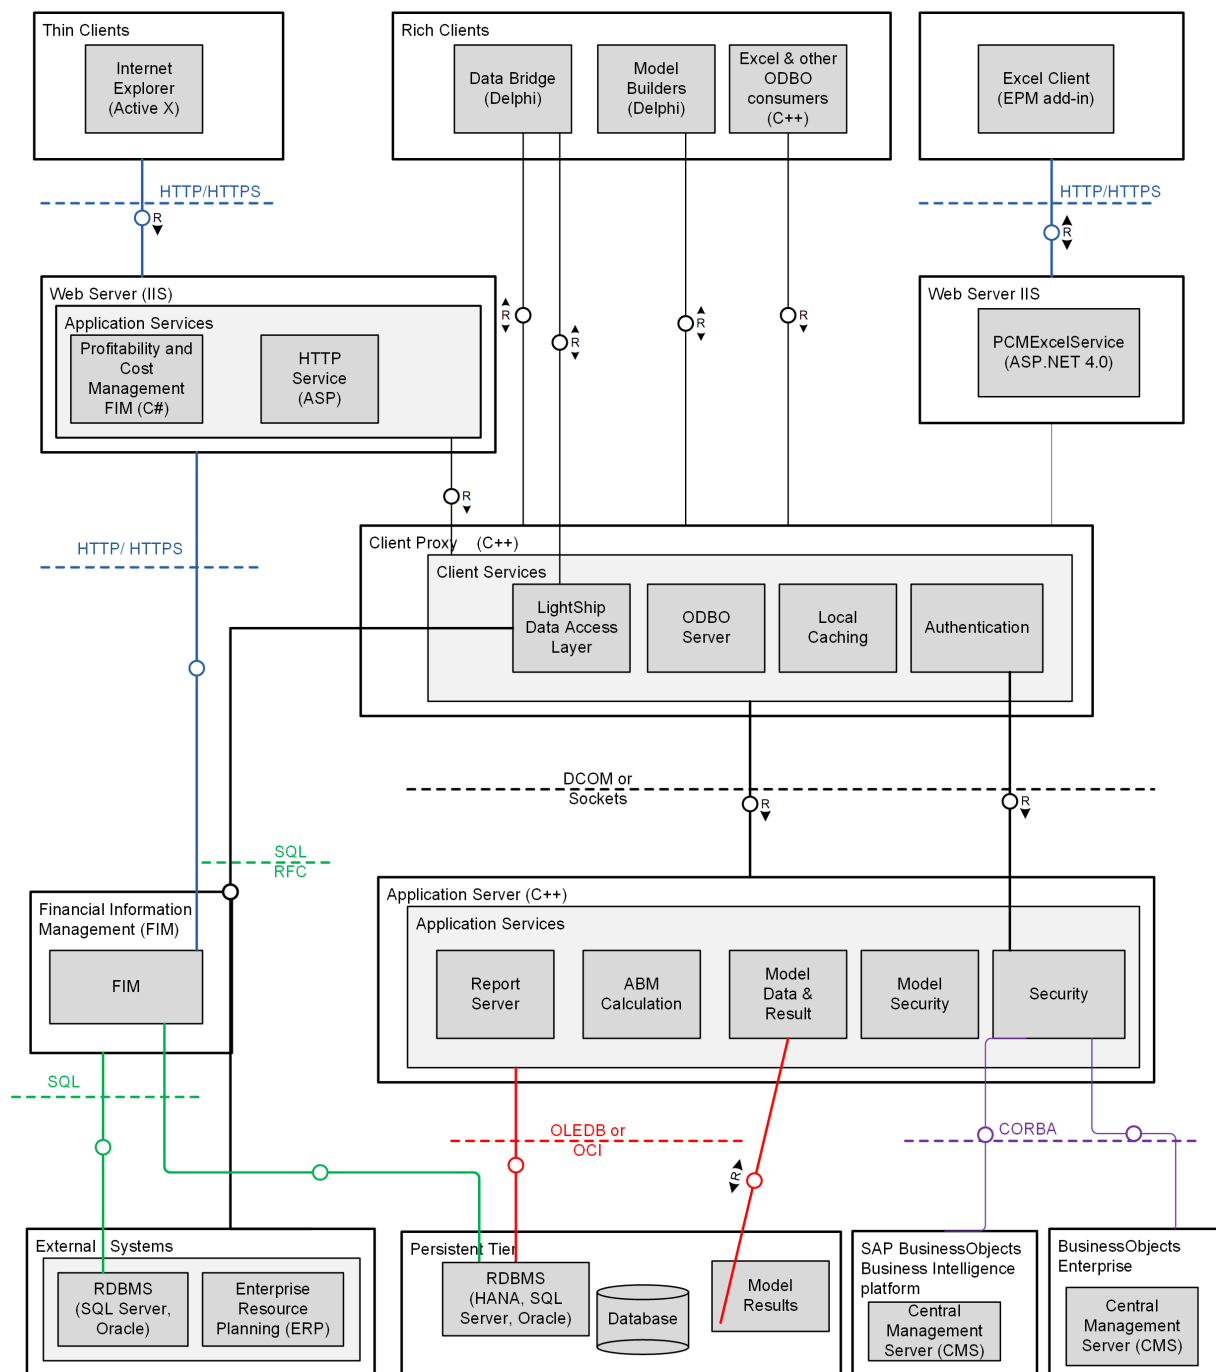 Thin Clients
Internet
Explorer
(Active X)
Rich Clients
Data Bridge
(Delphi)
Model
Builders
(Delphi)
Excel & other
ODBO
consumers
(C++)
Excel Client
(EPM add-in)
HTTP/HTTPS
R
HTTP/HTTPS
R
Web Server (IIS)
Application Services
Profitability and
Cost
Management
FIM (C#)
HTTP
Service
(ASP)
R
R
R
R
Web Server IIS
PCMExcelService
(ASP.NET 4.0)
R
HTTP/ HTTPS
Client Proxy (C++)
Client Services
LightShip
Data Access
Layer
ODBO
Server
Local
Caching
Authentication
DCOM or
Sockets
R
R
SQL
RFC
Financial Information
Management (FIM)
FIM
Application Server (C++)
Application Services
Report
Server
ABM
Calculation
Model
Data &
Result
Model
Security
Security
SQL
OLEDB or
OCI
R
CORBA
External Systems
RDBMS
(SQL Server,
Oracle)
Enterprise
Resource
Planning (ERP)
Persistent Tier
RDBMS
(HANA, SQL
Server, Oracle)
Database
Model
Results
SAP BusinessObjects
Business Intelligence
platform
Central
Management
Server (CMS)
BusinessObjects
Enterprise
Central
Management
Server (CMS)